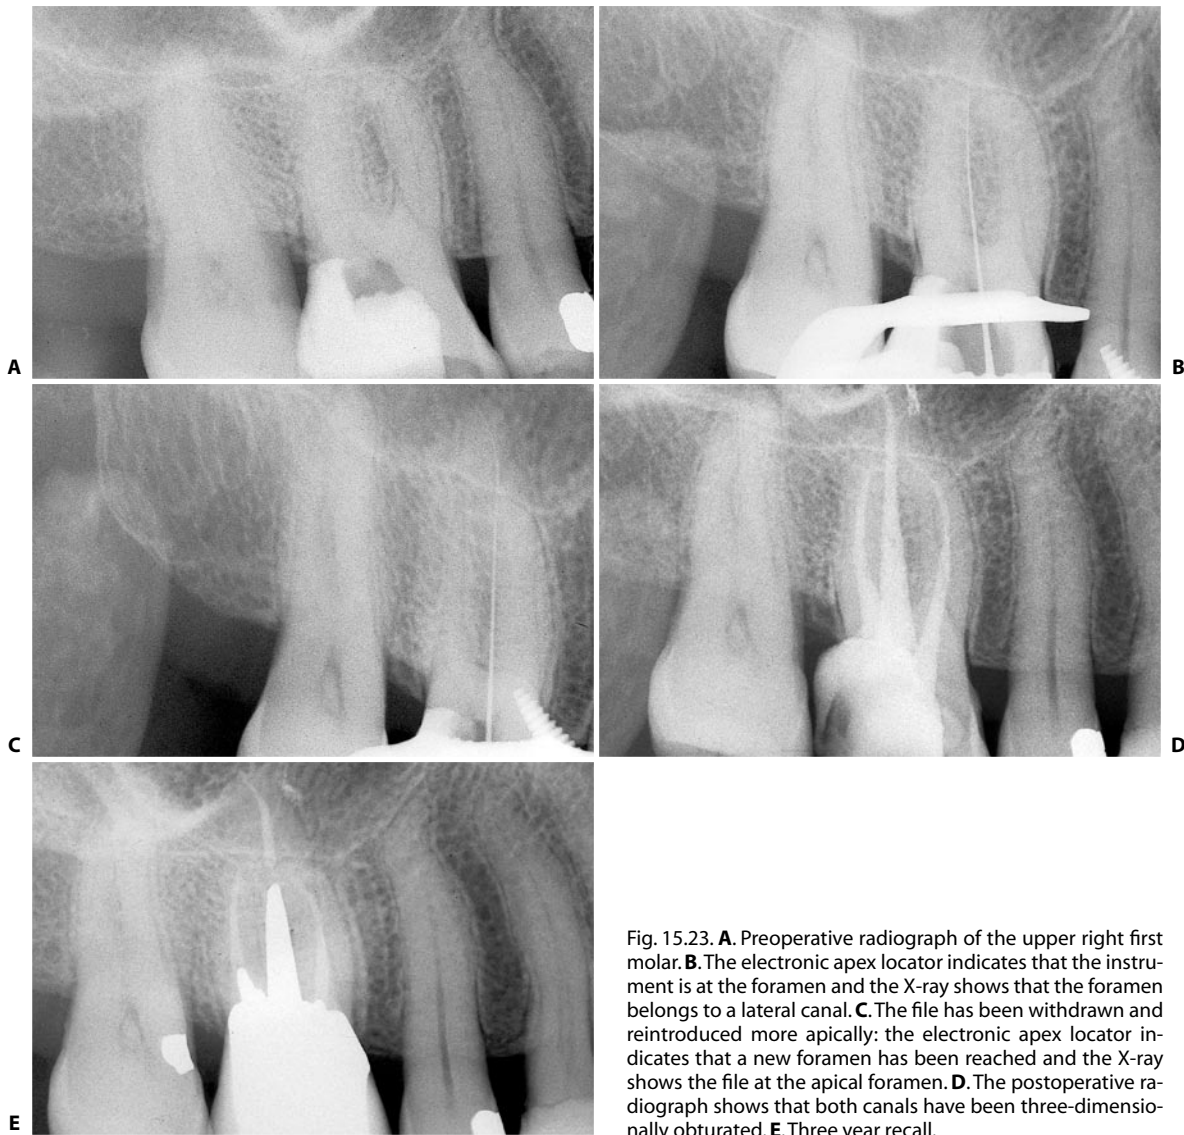 A
B
C
D
E
Fig. 15.23. A. Preoperative radiograph of the upper right first
molar. B. The electronic apex locator indicates that the instru-
ment is at the foramen and the X-ray shows that the foramen
belongs to a lateral canal. C. The file has been withdrawn and
reintroduced more apically: the electronic apex locator in-
dicates that a new foramen has been reached and the X-ray
shows the file at the apical foramen. D. The postoperative ra-
diograph shows that both canals have been three-dimensio-
nally obturated. E. Three year recall.